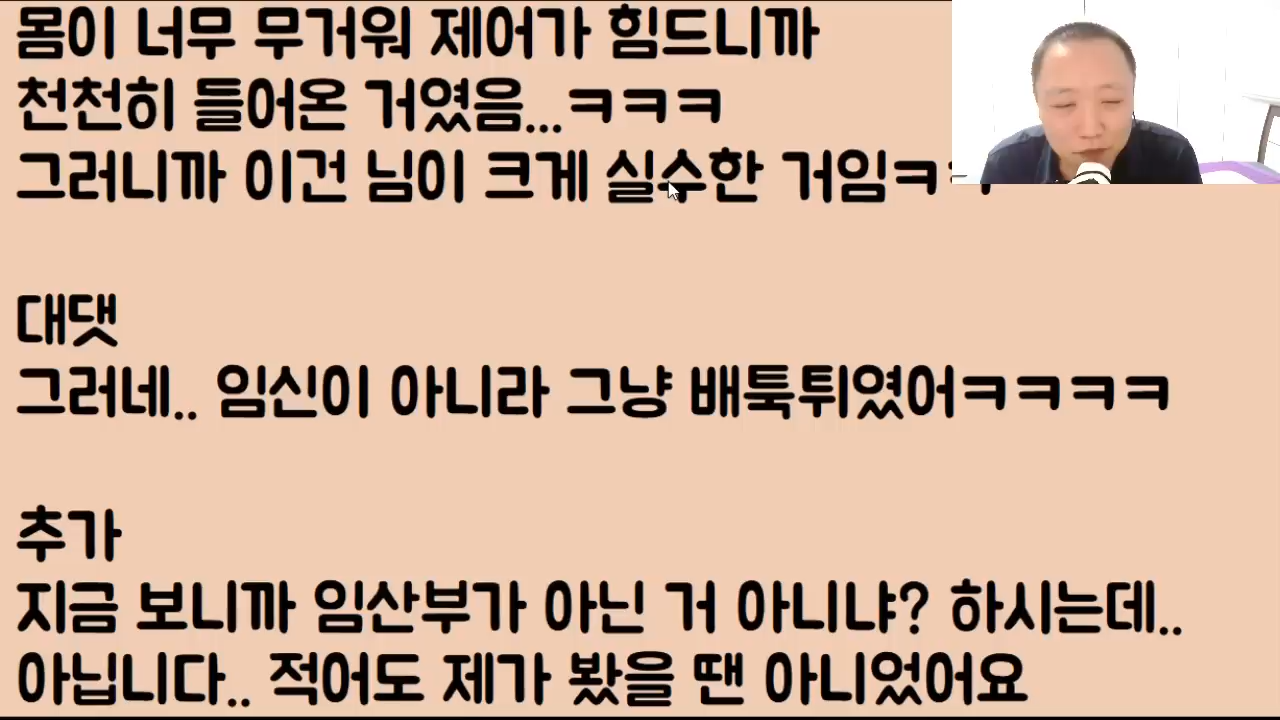 몸이 너무 무거워 제어가 힘드니까
천천히 들어온 거였음...ㅋㅋㅋ
그러니까 이건 님이 크게 실수한 거임ㅋㅋ
대댓
그러네.. 임신이 아니라 그냥 배툭튀였어ㅋㅋㅋㅋ
추가
지금 보니까 임산부가 아닌 거 아니냐? 하시는데..
아닙니다.. 적어도 제가 봤을 땐 아니었어요